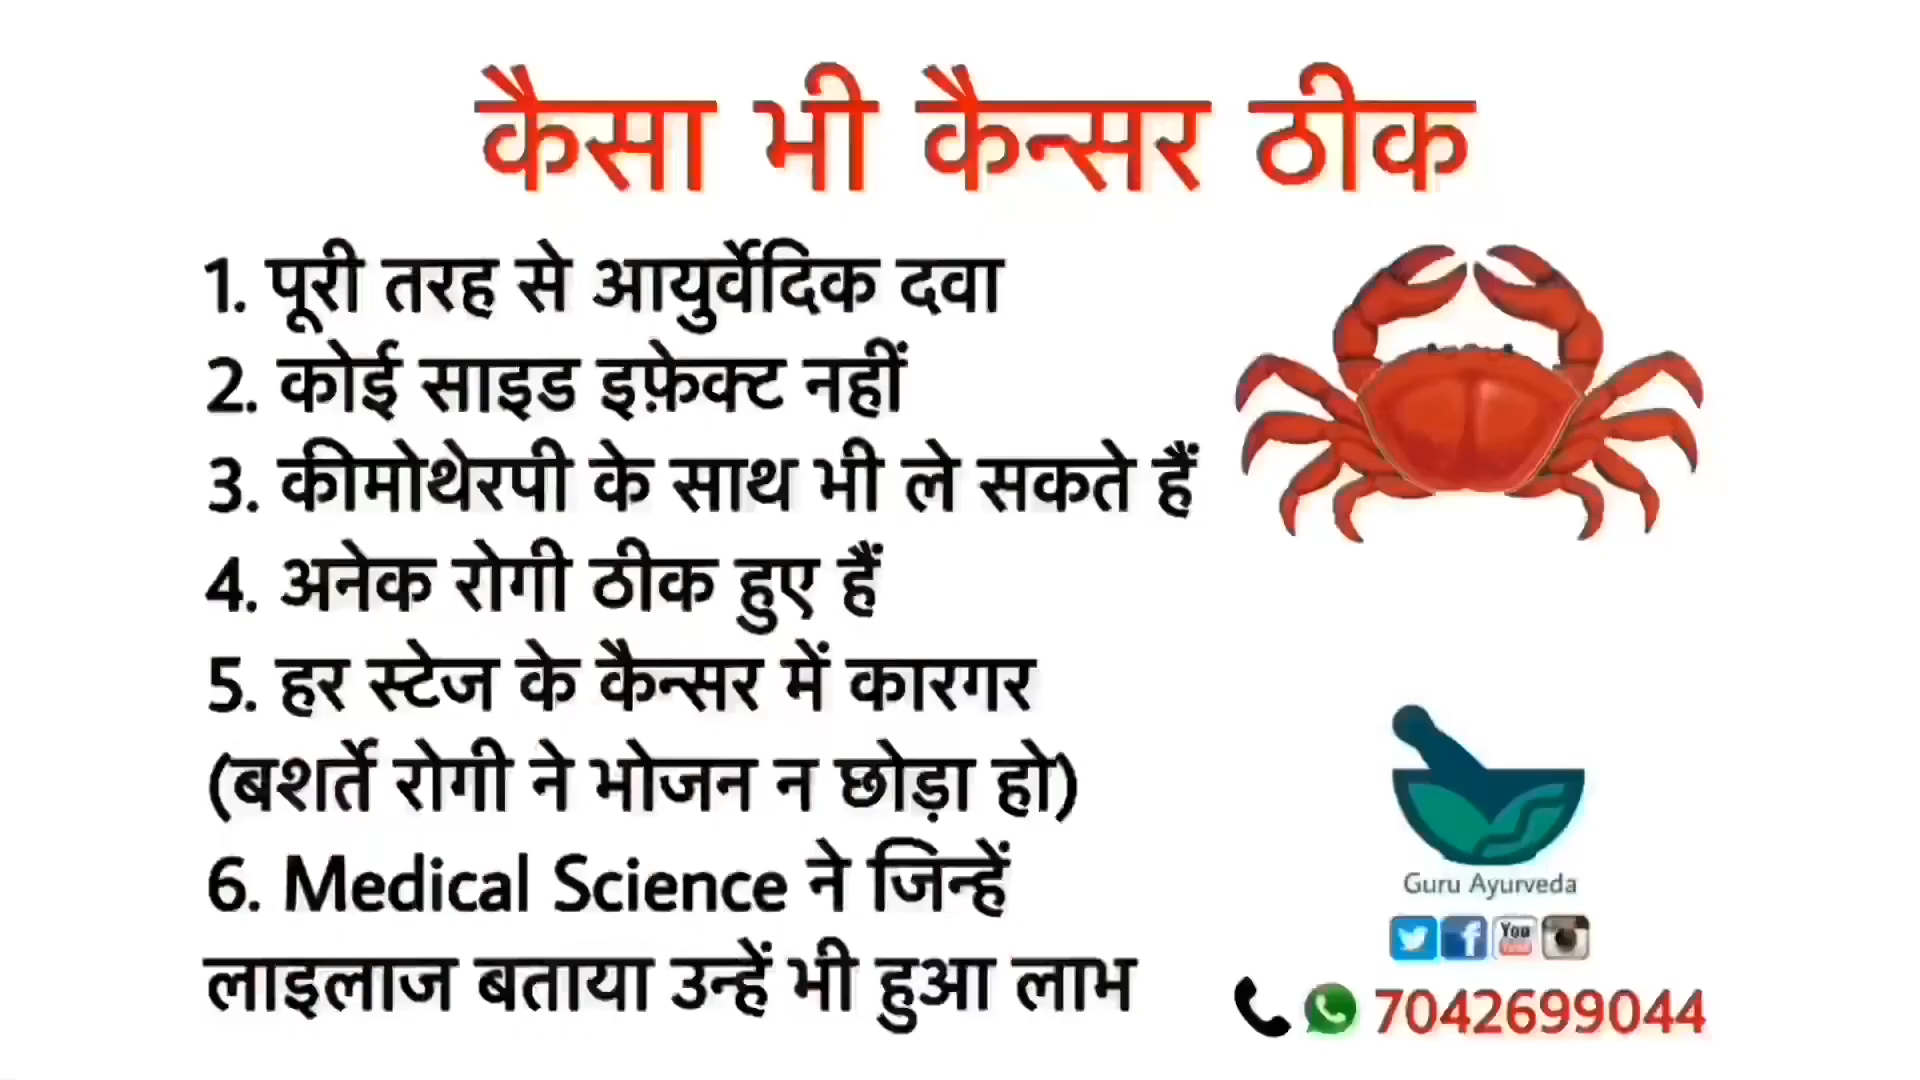 कैसा भी कैन्सर ठीक
1. पूरी तरह से आयुर्वेदिक दवा
2. कोई साइड इफ़ेक्ट नहीं
3. कीमोथेरपी के साथ भी ले सकते हैं
4. अनेक रोगी ठीक हुए हैं
5. हर स्टेज के कैन्सर में कारगर
(बशर्ते रोगी ने भोजन न छोड़ा हो)
6. Medical Science ने जिन्हें
लाइलाज बताया उन्हें भी हुआ लाभ
Guru Ayurveda
You
7042699044